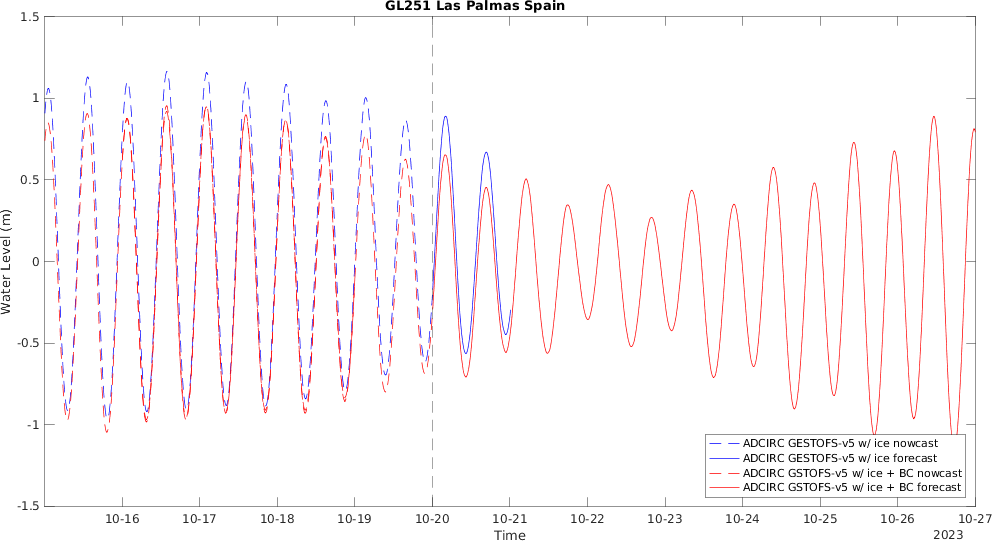 GL251 Las Palmas Spain
1.5
1
0.5
0
-0.5
-1
-1.5
Water Level (m)
10-16 10-17 10-18 10-19 10-20 10-21 10-22 10-23 10-24 10-25 10-26 10-27
Time
2023
ADCIRC GESTOFS-v5 w/ ice nowcast
ADCIRC GESTOFS-v5 w/ ice forecast
ADCIRC GSTOFS-v5 w/ ice + BC nowcast
ADCIRC GSTOFS-v5 w/ ice + BC forecast